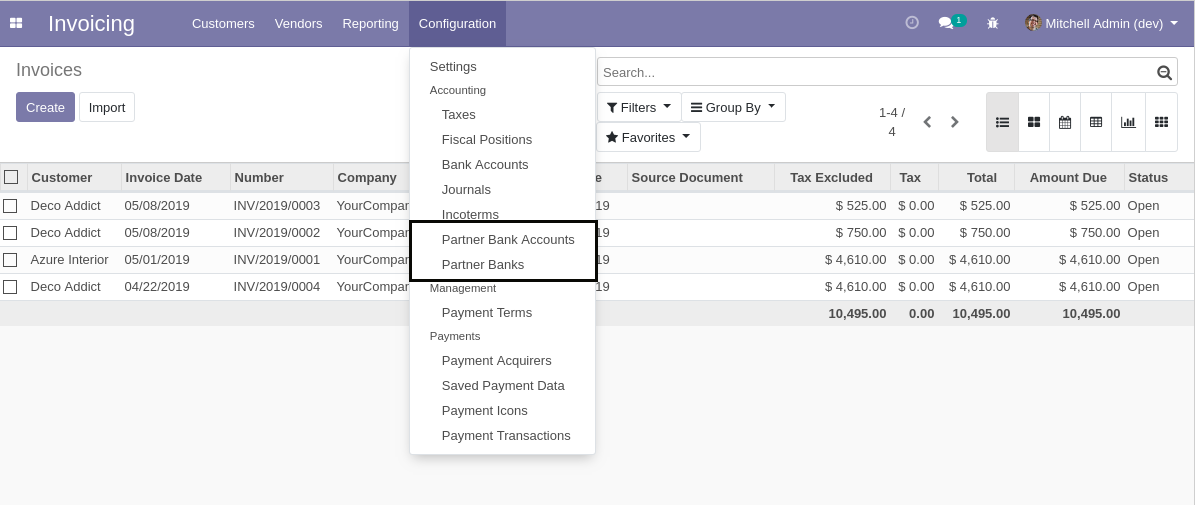 Invoicing Customers Vendors Reporting Configuration 1 Mitchell Admin (dev)
Invoices
Create Import
Settings
Accounting
Taxes
Fiscal Positions
Bank Accounts
Journals
Incoterms
Partner Bank Accounts
Partner Banks
Management
Payment Terms
Payments
Payment Acquirers
Saved Payment Data
Payment Icons
Payment Transactions
Search...
Filters Group By
Favorites
1-4 /
4
Customer Invoice Date Number Company e Source Document Tax Excluded Tax Total Amount Due Status
Deco Addict 05/08/2019 INV/2019/0003 YourCompar 19 $ 525.00 $ 0.00 $ 525.00 $ 525.00 Open
Deco Addict 05/08/2019 INV/2019/0002 YourCompar 19 $ 750.00 $ 0.00 $ 750.00 $ 750.00 Open
Azure Interior 05/01/2019 INV/2019/0001 YourCompar 19 $ 4,610.00 $ 0.00 $ 4,610.00 $ 4,610.00 Open
Deco Addict 04/22/2019 INV/2019/0004 YourCompar 19 $ 4,610.00 $ 0.00 $ 4,610.00 $ 4,610.00 Open
10,495.00 0.00 10,495.00 10,495.00